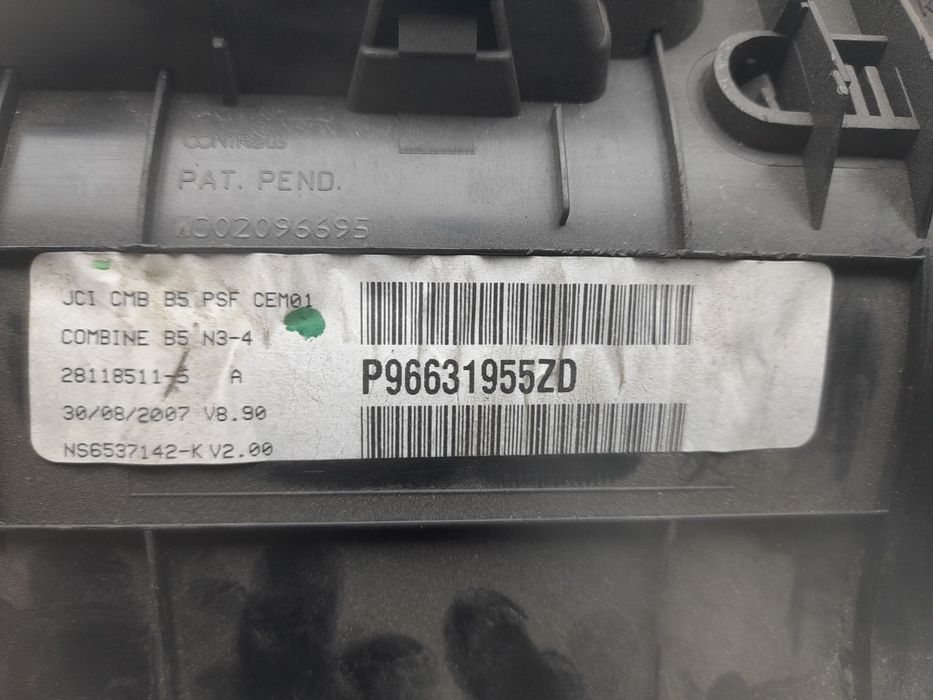 CONTROLS
PAT. PEND.
WO02096695
JCI CMB B5 PSF CEM01
COMBINE B5 N3-4
28118511-5 A
30/08/2007 V8.90
NS6537142-K V2.00
P96631955ZD